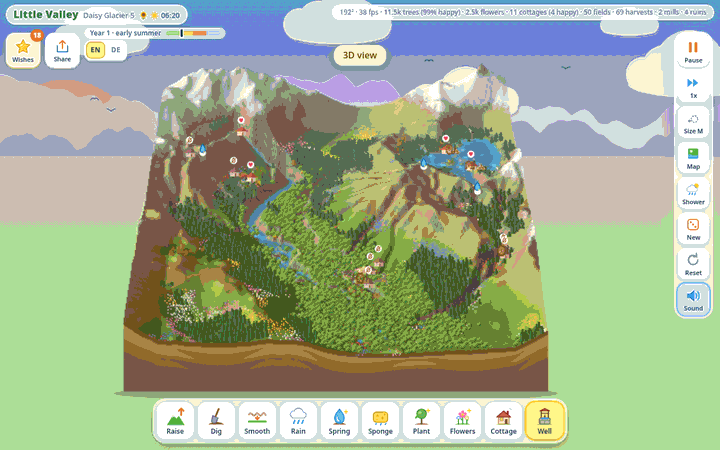 Little Valley Daisy Glacier 5 06:20
192² · 38 fps · 11.5k trees (99% happy) · 2.5k flowers · 11 cottages (4 happy) · 50 fields · 69 harvests · 2 mills · 4 ruins
Year 1 · early summer
18
Wishes
Share
EN
DE
3D view
Pause
1x
Size M
Map
Shower
New
Reset
Sound
Raise
Dig
Smooth
Rain
Spring
Sponge
Plant
Flowers
Cottage
Well